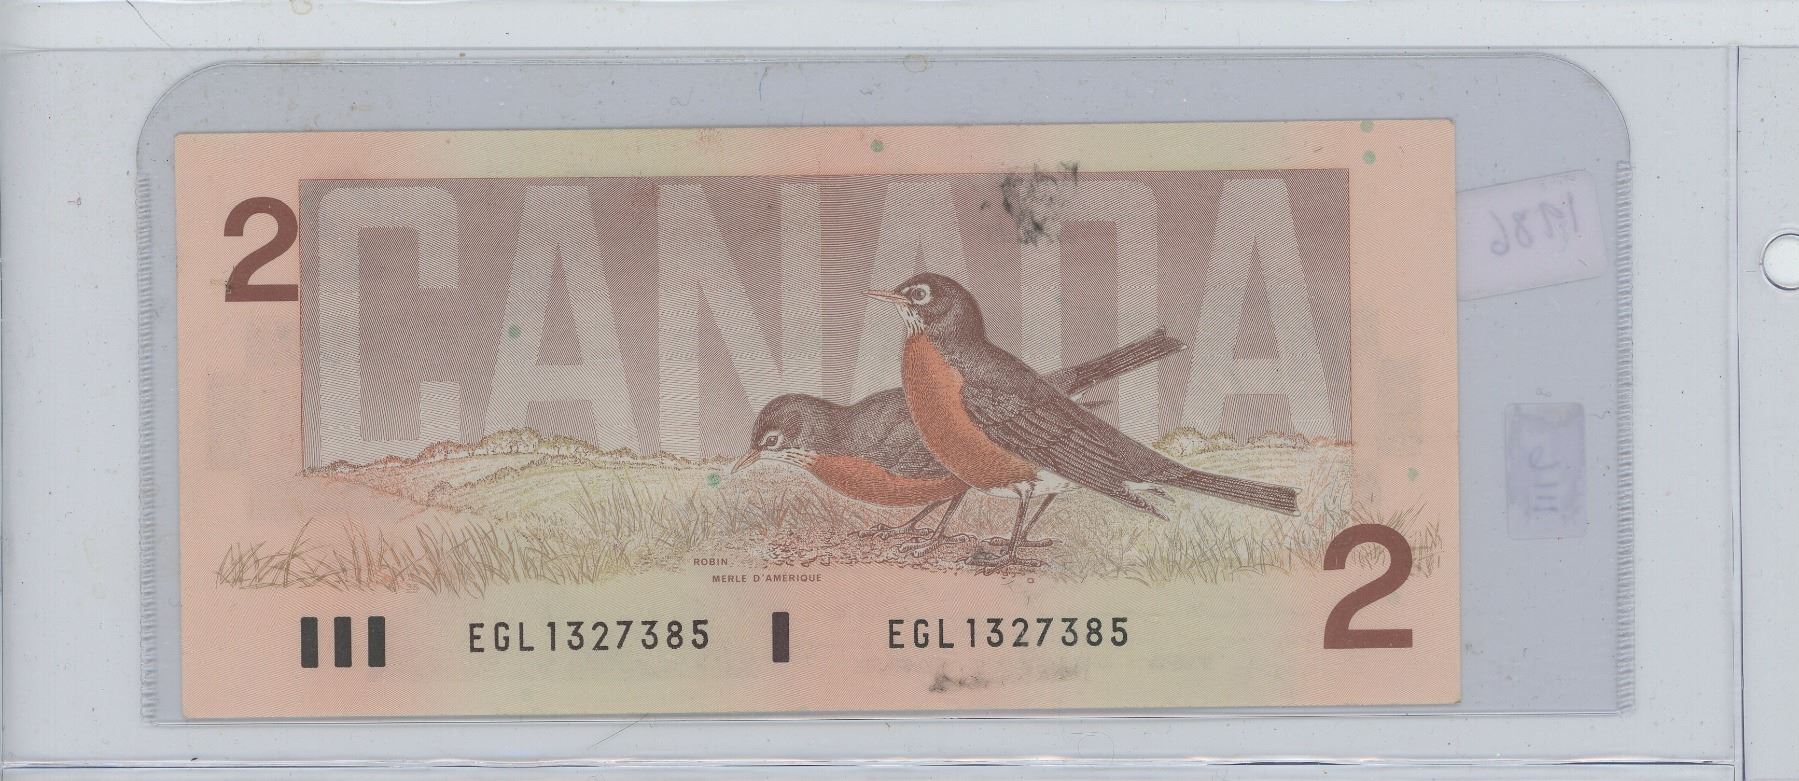 CANADA
2
1986
ROBIN
MERLE D'AMÉRIQUE
EGL1327385 EGL1327385
2